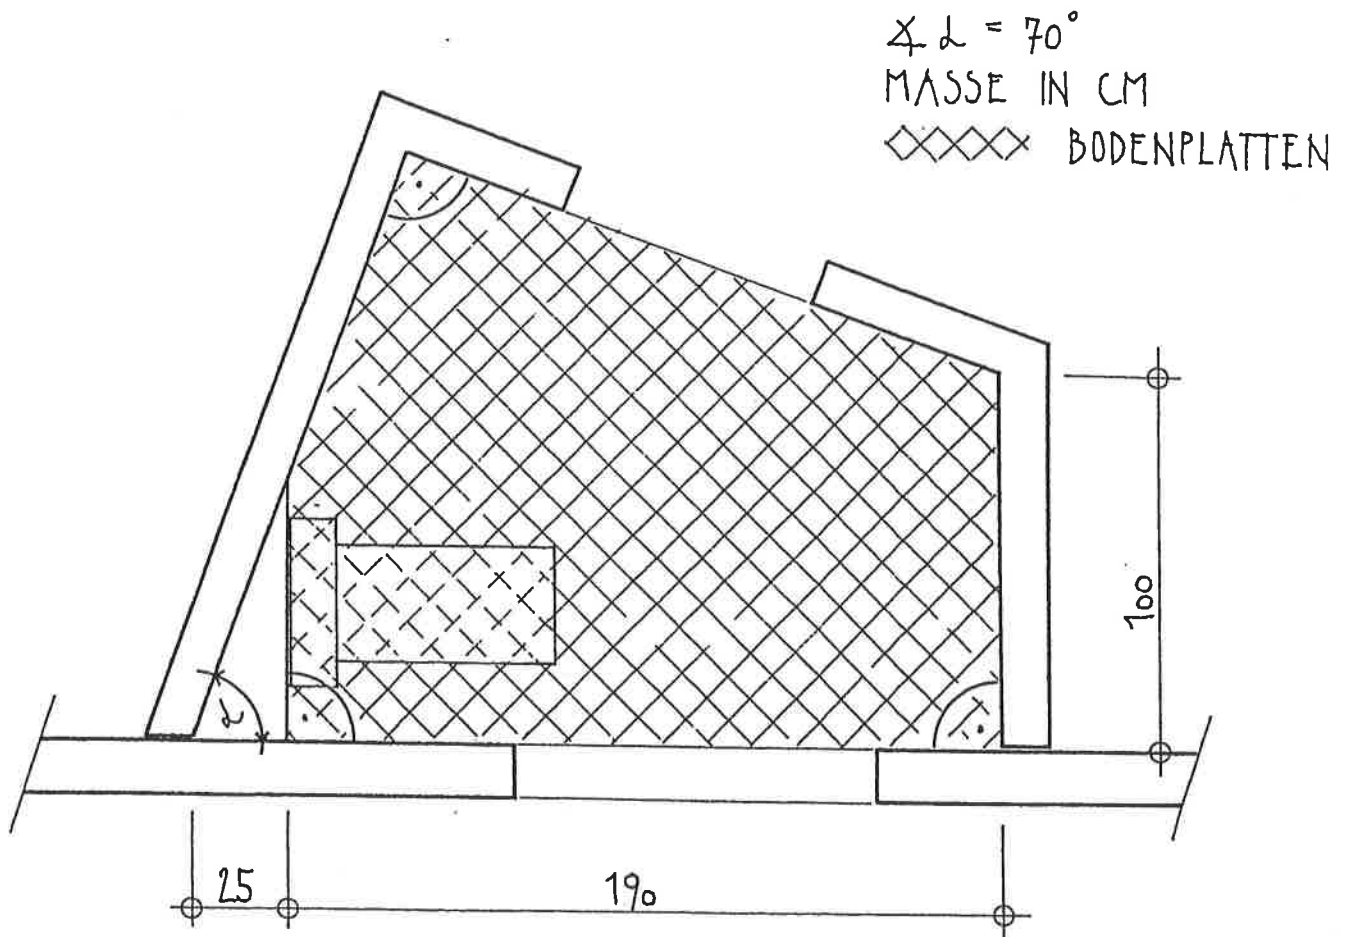 ∡ α = 70°
MASSE IN CM
BODENPLATTEN
α
100
25
190